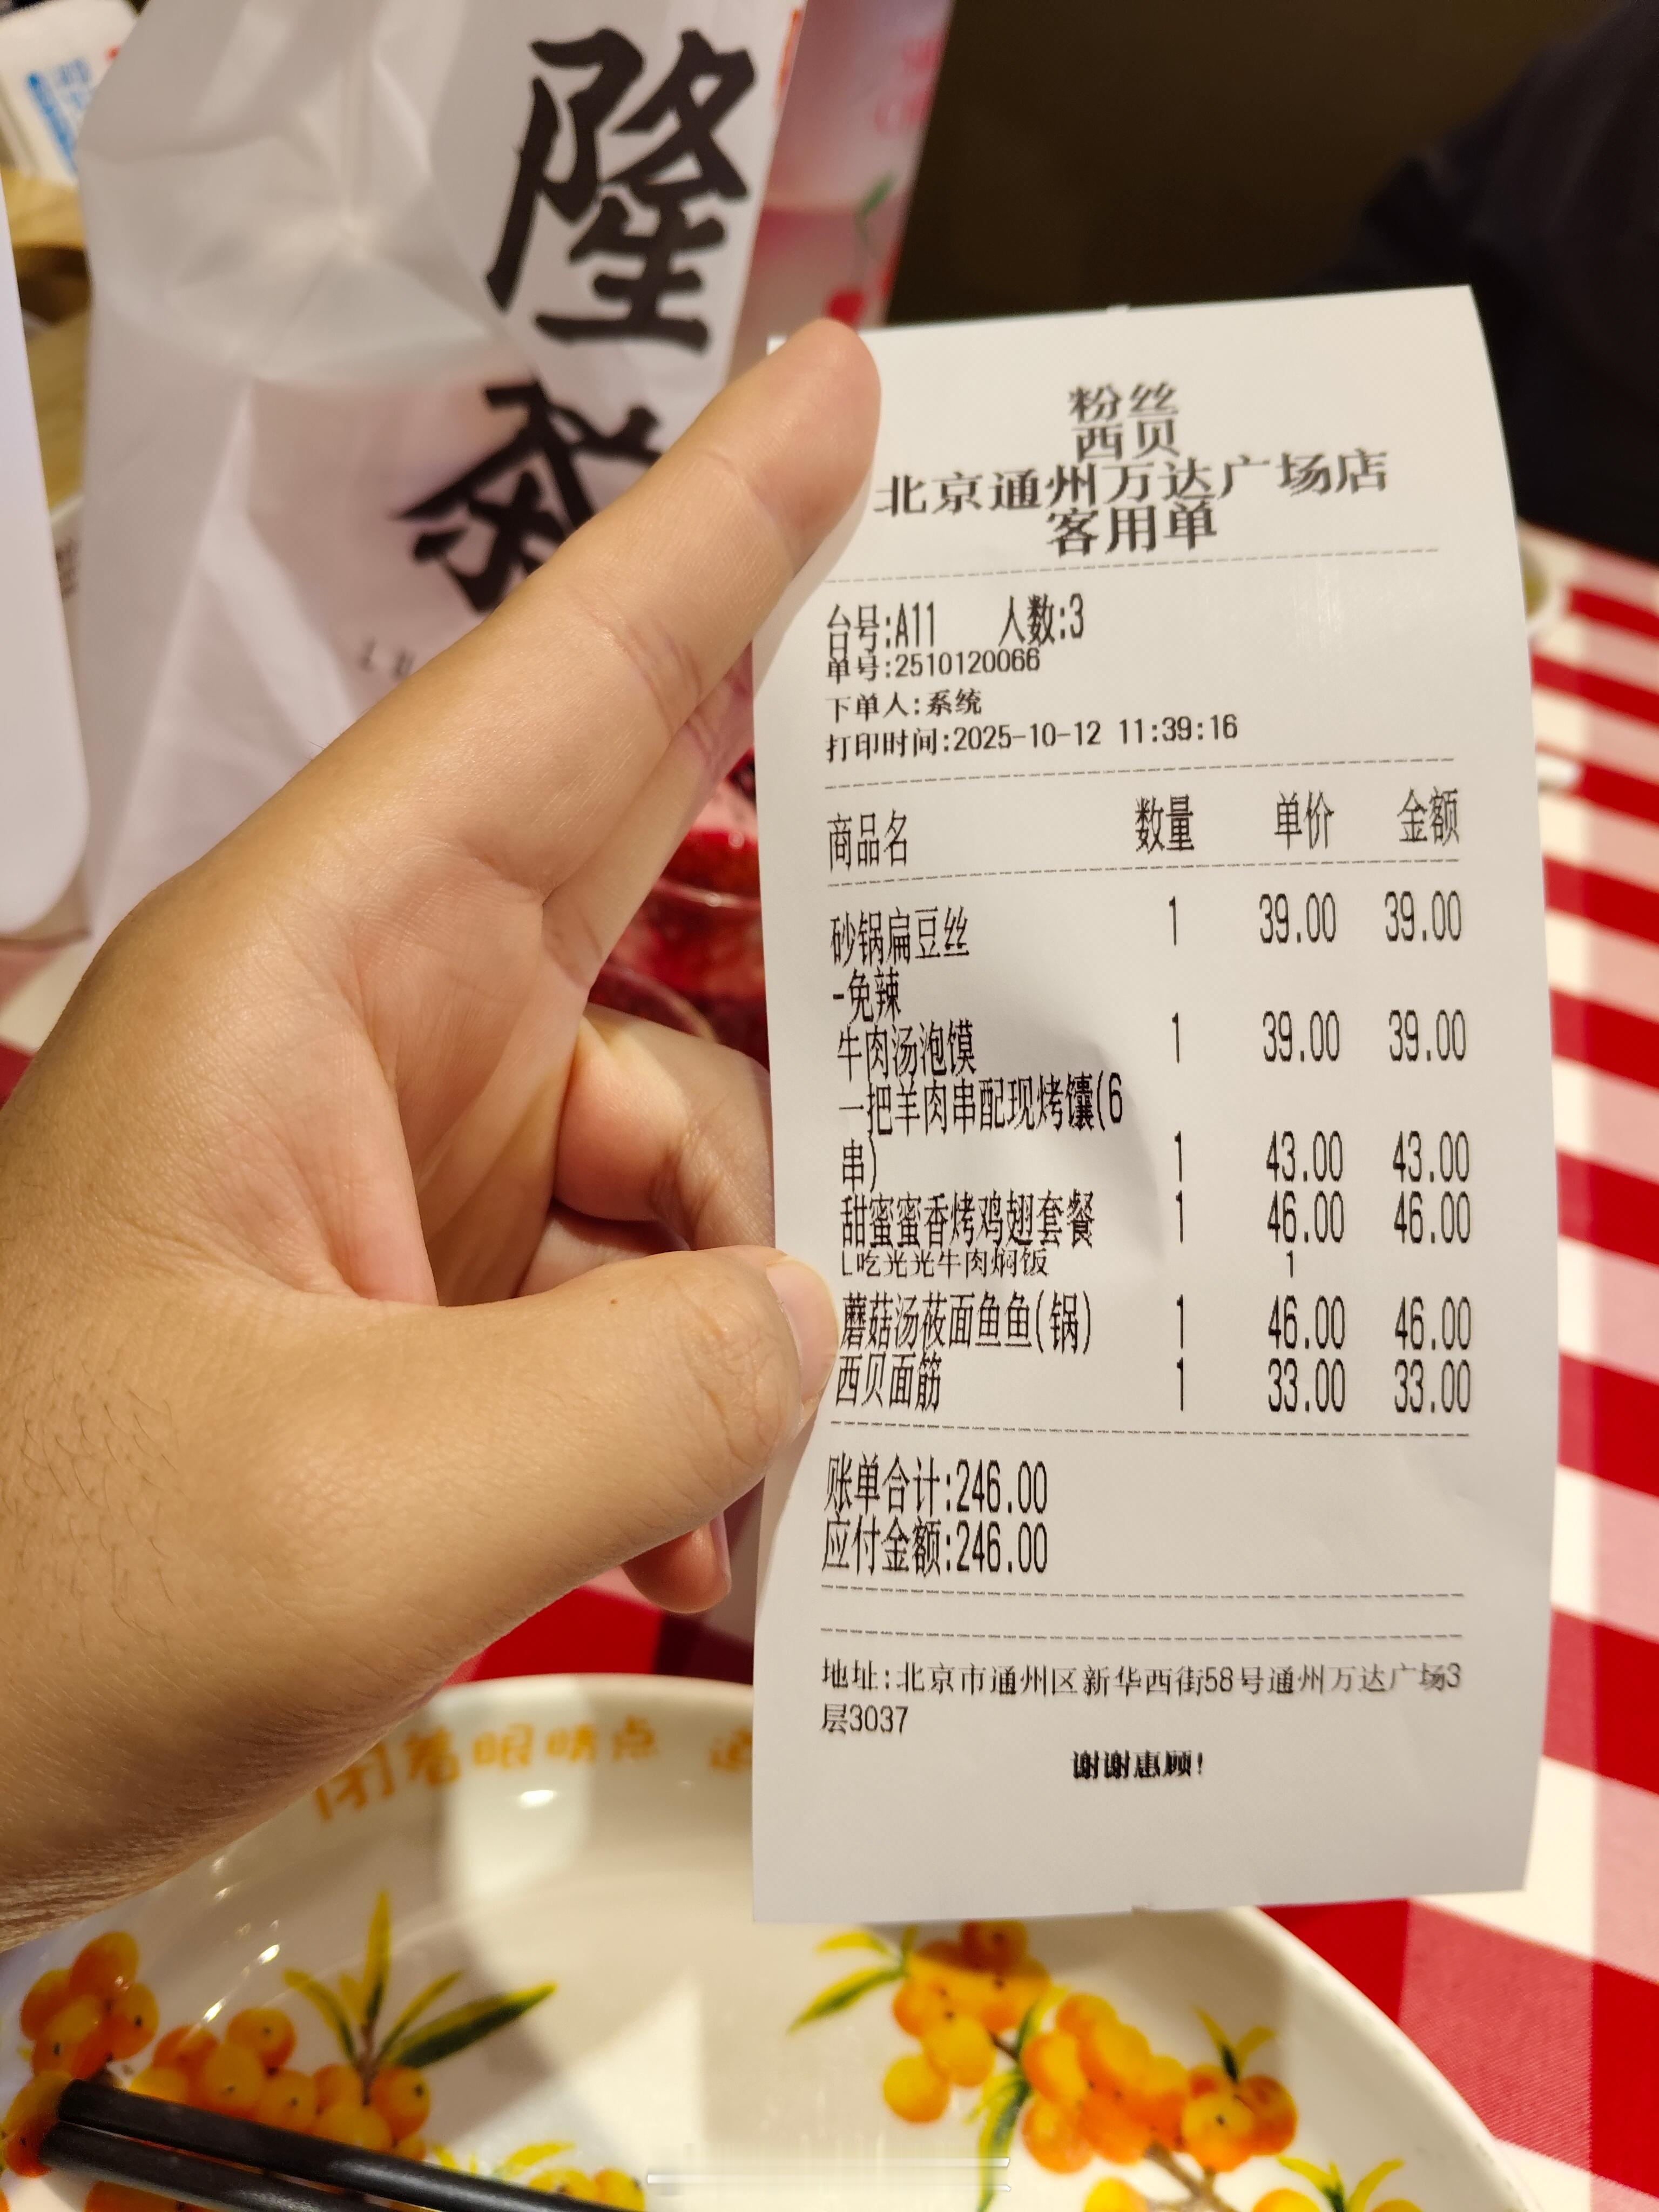 隆
粉丝
西贝
北京通州万达广场店
客用单
台号:A11 人数:3
单号:2510120066
下单人:系统
打印时间:2025-10-12 11:39:16
商品名 数量 单价 金额
砂锅扁豆丝 1 39.00 39.00
-免辣
牛肉汤泡馍 1 39.00 39.00
一把羊肉串配现烤馕(6
串) 1 43.00 43.00
甜蜜蜜香烤鸡翅套餐 1 46.00 46.00
L吃光光牛肉焖饭 1
蘑菇汤莜面鱼鱼(锅) 1 46.00 46.00
西贝面筋 1 33.00 33.00
账单合计:246.00
应付金额:246.00
地址:北京市通州区新华西街58号通州万达广场3
层3037
谢谢惠顾!
闭着眼睛点